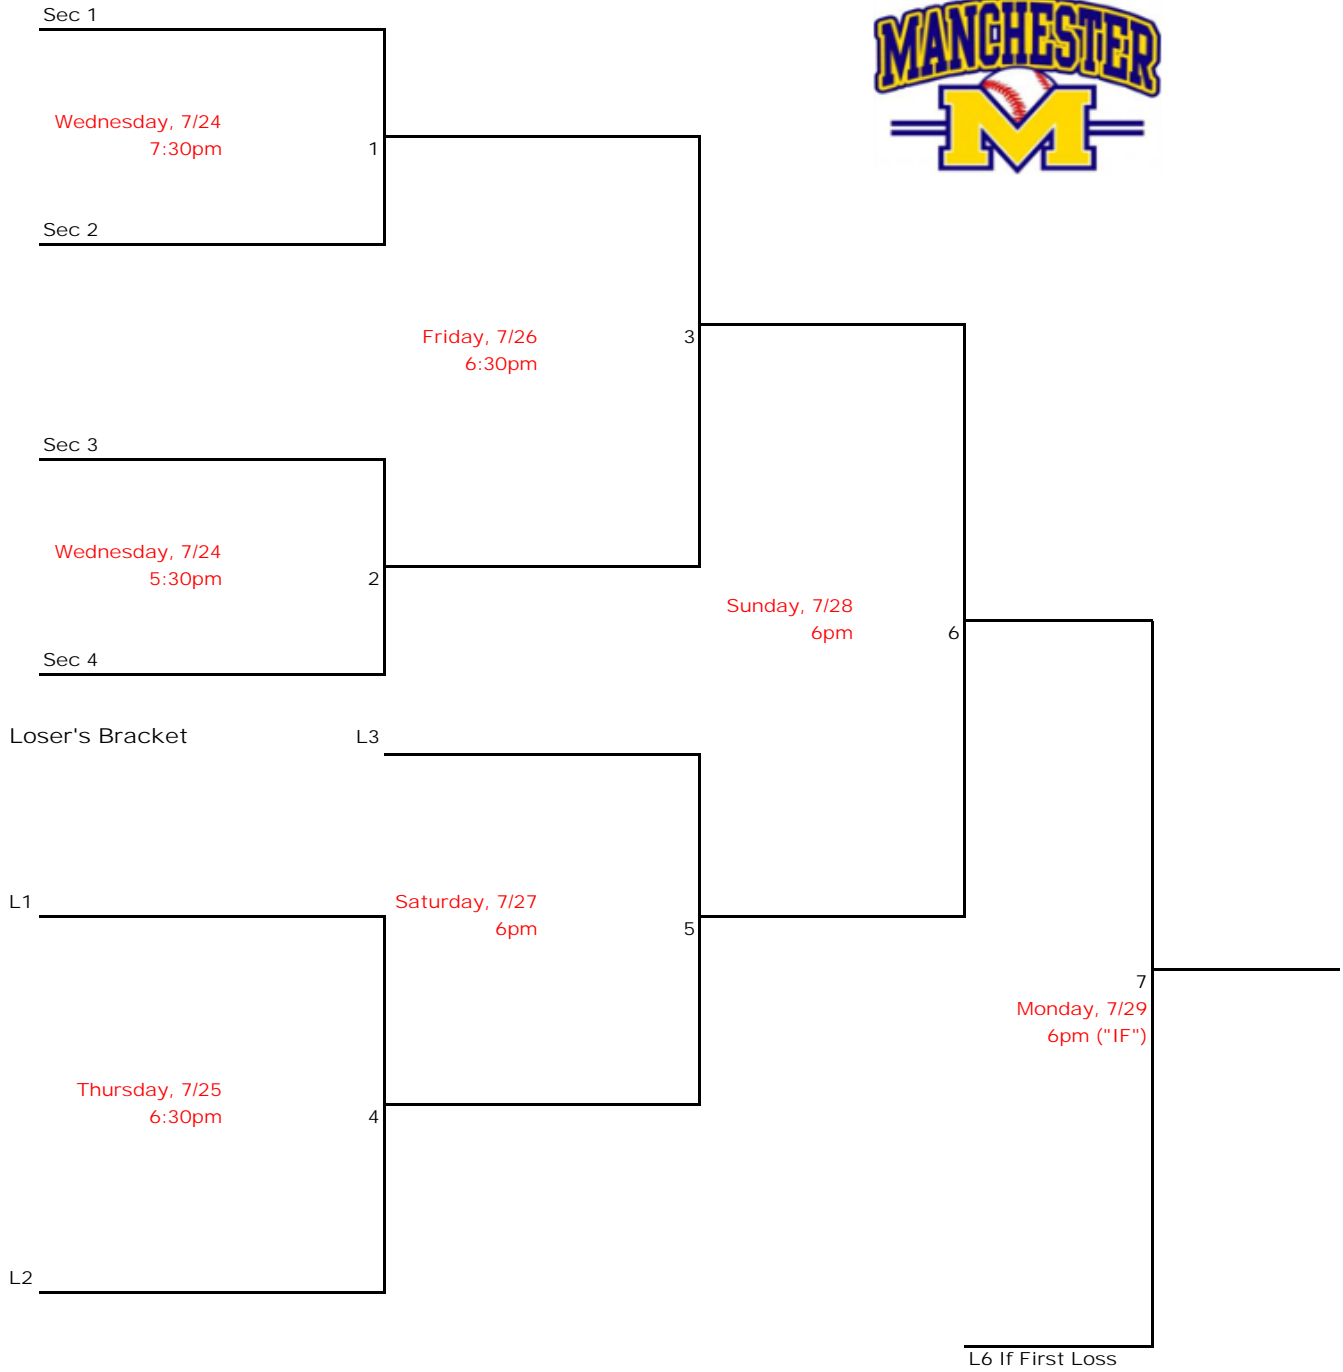 Sec 1
MANCHESTER
M
Wednesday, 7/24
7:30pm
1
Sec 2
Friday, 7/26
6:30pm
3
Sec 3
Wednesday, 7/24
5:30pm
2
Sunday, 7/28
6pm
6
Sec 4
Loser's Bracket
L3
L1
Saturday, 7/27
6pm
5
7
Monday, 7/29
6pm ("IF")
Thursday, 7/25
6:30pm
4
L2
L6 If First Loss